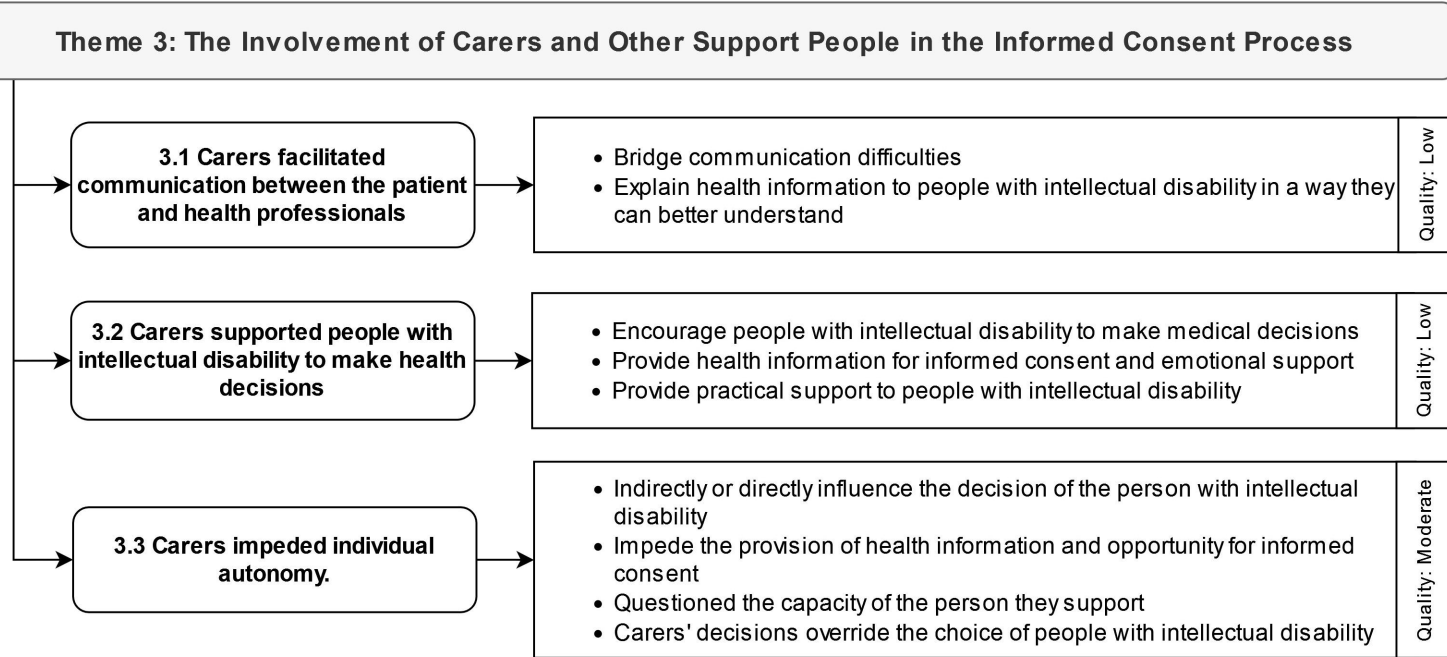 Theme 3: The Involvement of Carers and Other Support People in the Informed Consent Process
3.1 Carers facilitated
communication between the patient
and health professionals
• Bridge communication difficulties
• Explain health information to people with intellectual disability in a way they
can better understand
Quality: Low
3.2 Carers supported people with
intellectual disability to make health
decisions
• Encourage people with intellectual disability to make medical decisions
• Provide health information for informed consent and emotional support
• Provide practical support to people with intellectual disability
Quality: Low
3.3 Carers impeded individual
autonomy.
• Indirectly or directly influence the decision of the person with intellectual
disability
• Impede the provision of health information and opportunity for informed
consent
• Questioned the capacity of the person they support
• Carers' decisions override the choice of people with intellectual disability
Quality: Moderate